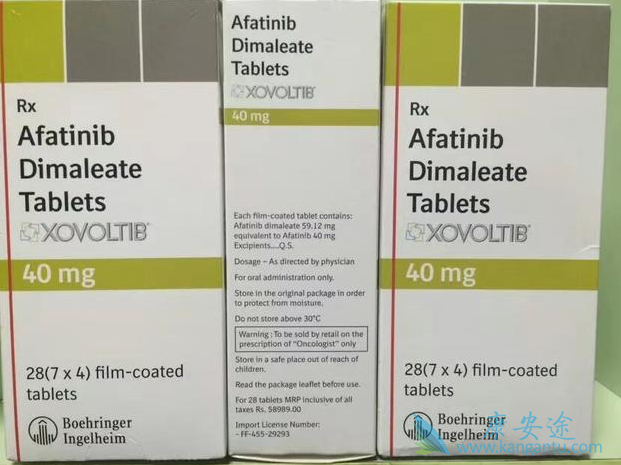 Rx
Afatinib
Dimaleate
Tablets
XOVOLTIB®
40 mg
28(7 x 4) film-coated
tablets
Boehringer
Ingelheim
Afatinib
Dimaleate
Tablets
XOVOLTIB®
40 mg
Each film-coated tablet contains:
Afatinib dimaleate 59.12 mg
equivalent to Afatinib 40 mg
Excipients....Q.S.
Dosage – As directed by physician
For oral administration only.
Store in the original package in order
to protect from moisture.
Do not store above 30°C
Warning : To be sold by retail on the
prescription of "Oncologist" only
Store in a safe place out of reach of
children.
Read the package leaflet before use.
For 28 tablets MRP inclusive of all
taxes Rs. 58989.00
Import License Number:
- FF-455-29293
Rx
Afatinib
Dimaleate
Tablets
XOVOLTIB®
40 mg
28(7 x 4) film-coated
tablets
Boehringer
Ingelheim
康安途
www.kangantu.com